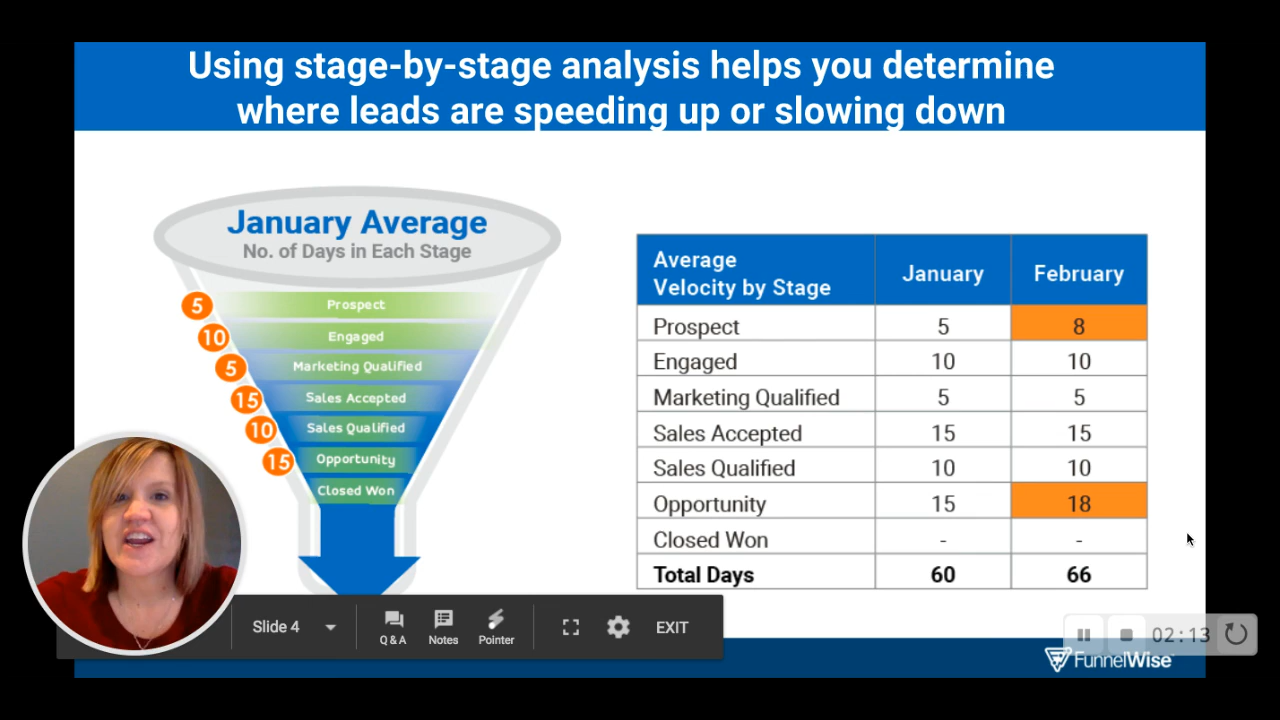 Using stage-by-stage analysis helps you determine
where leads are speeding up or slowing down
January Average
No. of Days in Each Stage
5 Prospect
10 Engaged
5 Marketing Qualified
15 Sales Accepted
10 Sales Qualified
15 Opportunity
Closed Won
Average
Velocity by Stage January February
Prospect 5 8
Engaged 10 10
Marketing Qualified 5 5
Sales Accepted 15 15
Sales Qualified 10 10
Opportunity 15 18
Closed Won - -
Total Days 60 66
Slide 4 Q & A Notes Pointer EXIT
02:13
FunnelWise